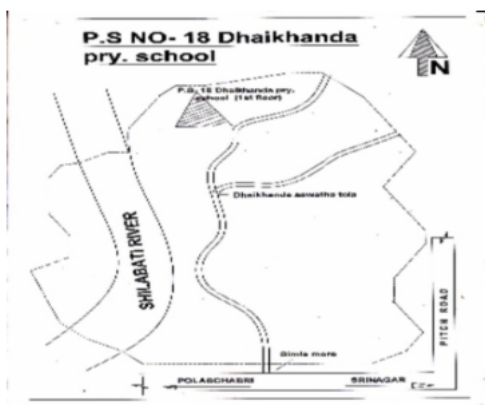 P.S NO- 18 Dhaikhanda
pry. school
N
P.S- 18 Dhaikhanda pry.
school (1st floor)
Dhaikhanda aswatha tola
SHILABATI RIVER
PITCH ROAD
Simla more
SRINAGAR